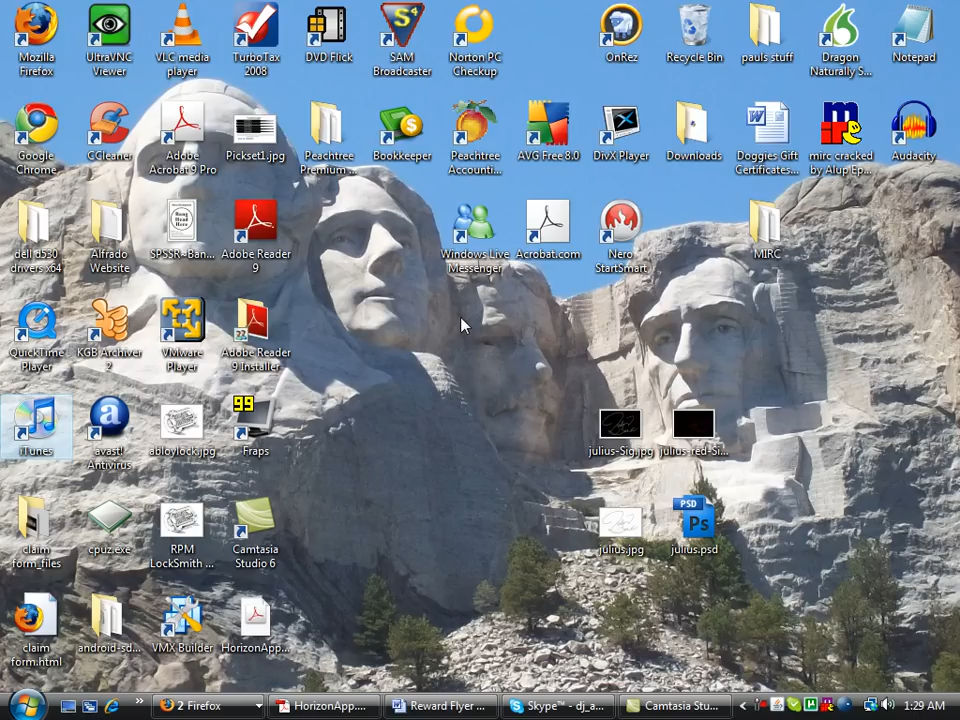 Mozilla
Firefox
UltraVNC
Viewer
VLC media
player
TurboTax
2008
DVD Flick
SAM
Broadcaster
Norton PC
Checkup
OnRez
Recycle Bin
pauls stuff
Dragon
Naturally S...
Notepad
Google
Chrome
CCleaner
Adobe
Acrobat 9 Pro
Pickset1.jpg
Peachtree
Premium ...
Bookkeeper
Peachtree
Accounti...
AVG Free 8.0
DivX Player
Downloads
Doggies Gift
Certificates...
mirc cracked
by Alup Ep...
Audacity
dell d530
drivers x64
Alfrado
Website
Bang
Head
Here
SPSSR~Ban...
Adobe Reader
9
Windows Live
Messenger
Acrobat.com
Nero
StartSmart
MIRC
QuickTime
Player
KGB Archiver
2
VMware
Player
Adobe Reader
9 Installer
iTunes
avast!
Antivirus
abloylock.jpg
99
Fraps
julius-Sig.jpg
julius-red-Si...
claim
form_files
cpuz.exe
RPM
LockSmith ...
Camtasia
Studio 6
julius.jpg
PSD
Ps
julius.psd
claim
form.html
android-sd...
VMX Builder
HorizonApp...
2 Firefox
HorizonApp....
Reward Flyer ...
Skype™ - dj_a...
Camtasia Stu...
1:29 AM